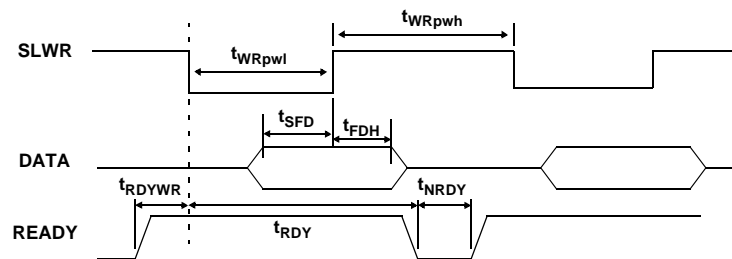 SLWR
tWRpwl
tWRpwh
tSFD
tFDH
DATA
tRDYWR
tNRDY
READY
tRDY